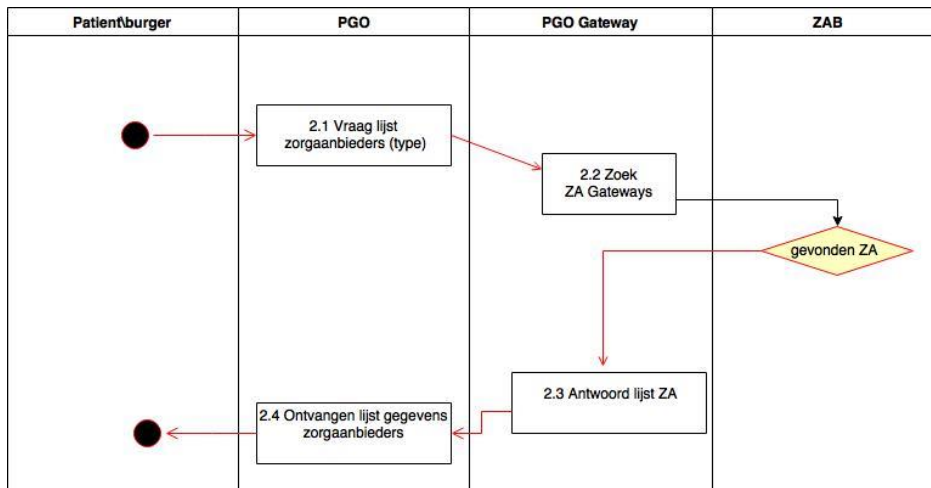 Patient\burger
PGO
PGO Gateway
ZAB
2.1 Vraag lijst
zorgaanbieders (type)
2.2 Zoek
ZA Gateways
gevonden ZA
2.3 Antwoord lijst ZA
2.4 Ontvangen lijst gegevens
zorgaanbieders